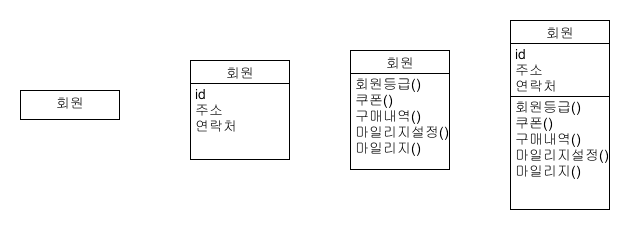 회원
회원
id
주소
연락처
회원
회원등급()
쿠폰()
구매내역()
마일리지설정()
마일리지()
회원
id
주소
연락처
회원등급()
쿠폰()
구매내역()
마일리지설정()
마일리지()